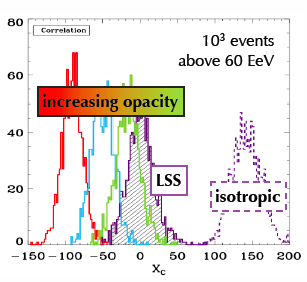 80
Correlation
10³ events
above 60 EeV
60
increasing opacity
40
LSS
20
isotropic
0
-150 -100 -50 0 50 100 150 200
xc